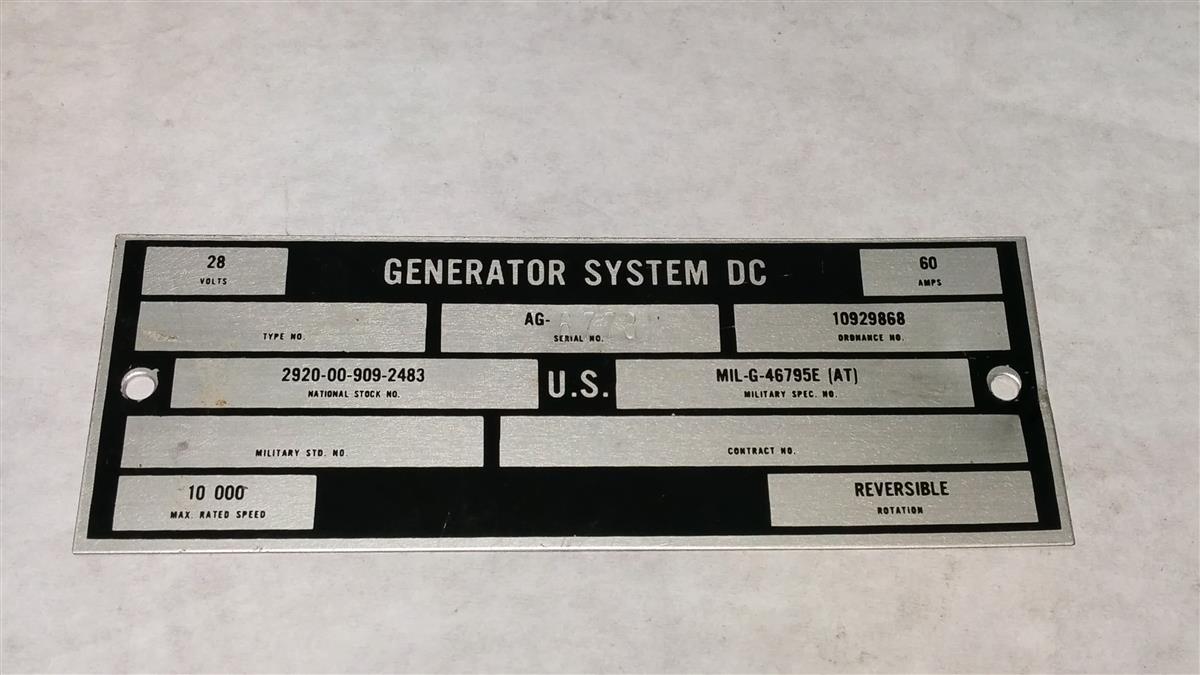 28
VOLTS
GENERATOR SYSTEM DC
60
AMPS
TYPE NO.
AG-
SERIAL NO.
10929868
ORDNANCE NO.
2920-00-909-2483
NATIONAL STOCK NO.
U.S.
MIL-G-46795E (AT)
MILITARY SPEC. NO.
MILITARY STD. NO.
CONTRACT NO.
10 000
MAX. RATED SPEED
REVERSIBLE
ROTATION